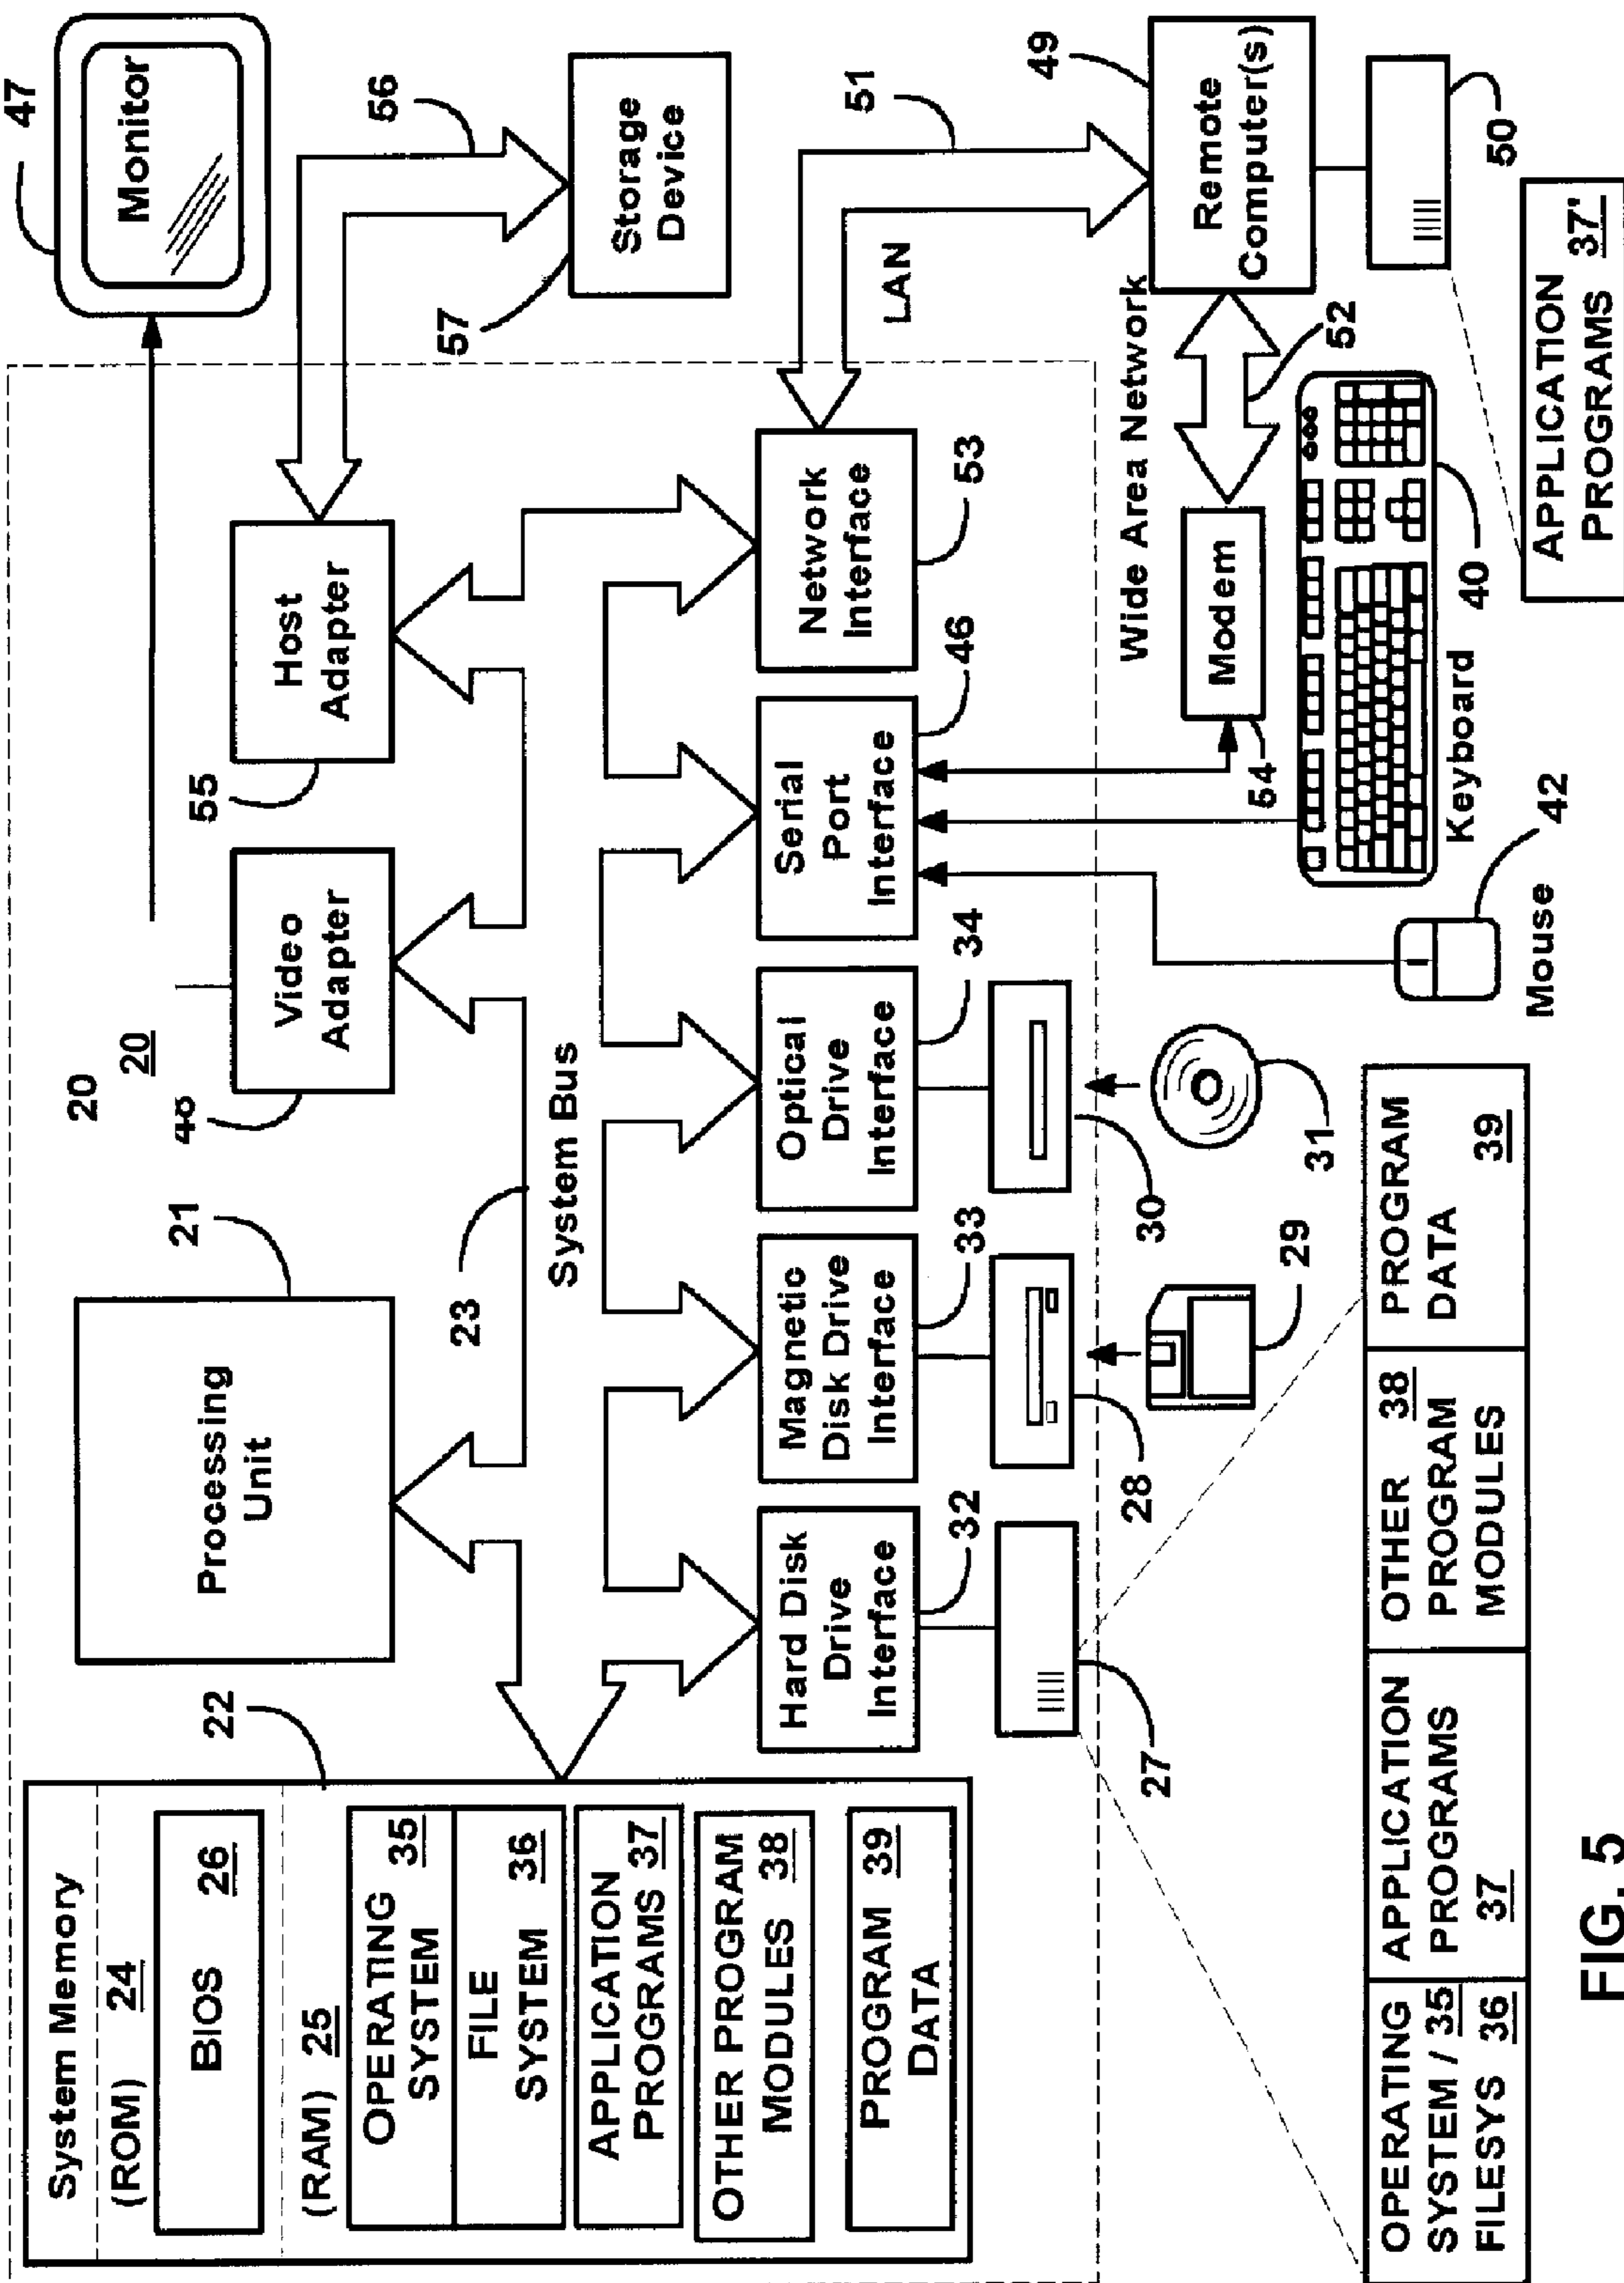 System Memory
(ROM) 24
BIOS 26
(RAM) 25
OPERATING
SYSTEM 35
FILE
SYSTEM 36
APPLICATION
PROGRAMS 37
OTHER PROGRAM
MODULES 38
PROGRAM 39
DATA
22
Processing
Unit
21
20
20
Video
Adapter
48
Host
Adapter
55
47
Monitor
56
57
Storage
Device
23
System Bus
Hard Disk
Drive
Interface
32
Magnetic
Disk Drive
Interface
33
Optical
Drive
Interface
34
Serial
Port
Interface
46
Network
Interface
53
LAN
51
27
28
29
30
31
Wide Area Network
52
Modem
54
49
Remote
Computer(s)
50
Mouse
42
Keyboard
40
OPERATING
SYSTEM / 35
FILESYS 36
APPLICATION
PROGRAMS
37
OTHER 38
PROGRAM
MODULES
PROGRAM
DATA
39
APPLICATION
PROGRAMS 37'
FIG. 5